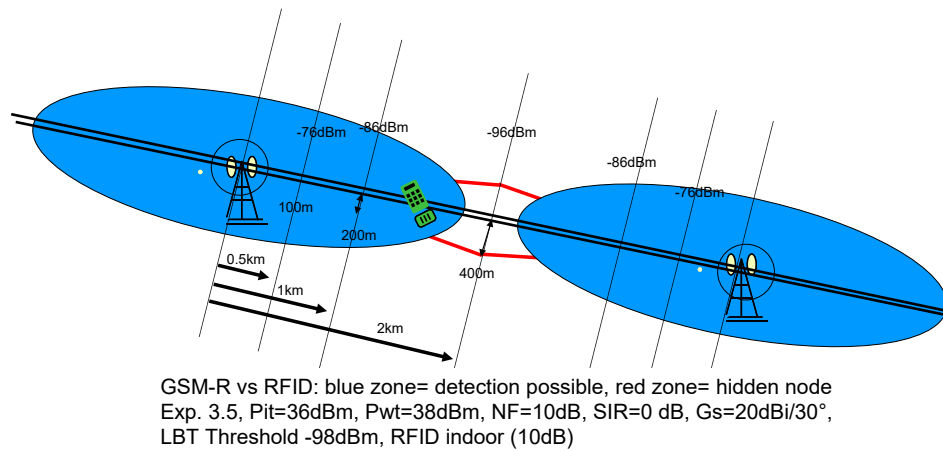 -76dBm
-86dBm
-96dBm
-86dBm
-76dBm
100m
200m
400m
0.5km
1km
2km
GSM-R vs RFID: blue zone= detection possible, red zone= hidden node
Exp. 3.5, Pit=36dBm, Pwt=38dBm, NF=10dB, SIR=0 dB, Gs=20dBi/30°,
LBT Threshold -98dBm, RFID indoor (10dB)